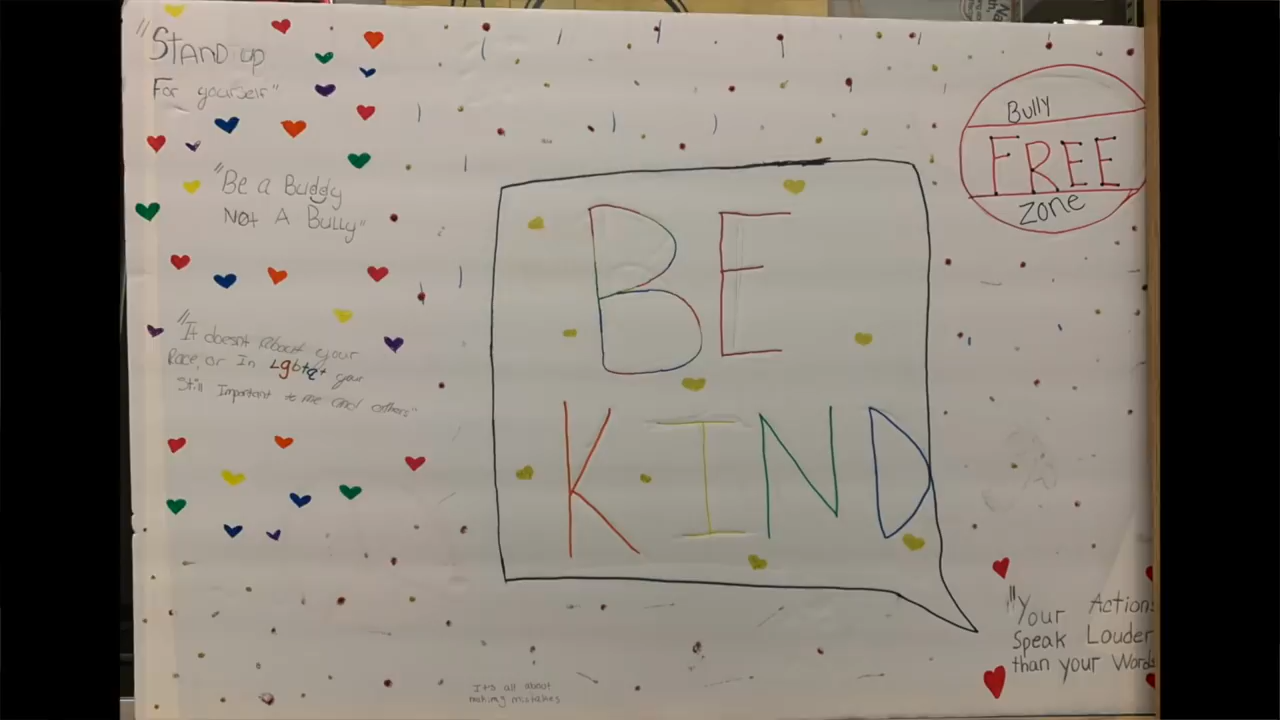 "STAND up
For yourself"
"Be a Buddy
Not A Bully"
"It doesnt About your
Race, or In Lgbtq+ your
Still Important to me and others"
BE
KIND
Bully
FREE
Zone
"Your Actions
Speak Louder
than your Words
It's all about
making mistakes